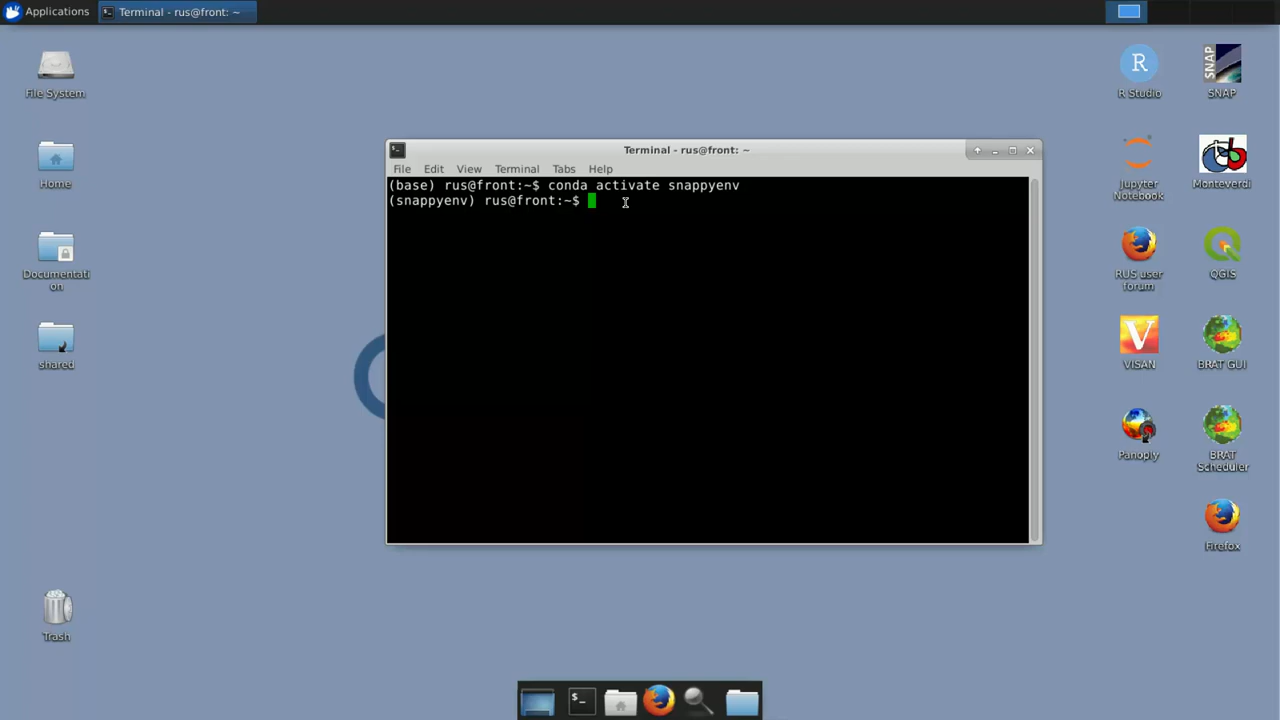 Applications
Terminal - rus@front: ~
File System
Home
Documentati
on
shared
Trash
Terminal - rus@front: ~
File Edit View Terminal Tabs Help
(base) rus@front:~$ conda activate snappyenv
(snappyenv) rus@front:~$
R Studio
SNAP
SNAP
Jupyter
Notebook
Monteverdi
RUS user
forum
QGIS
VISAN
BRAT GUI
Panoply
BRAT
Scheduler
Firefox